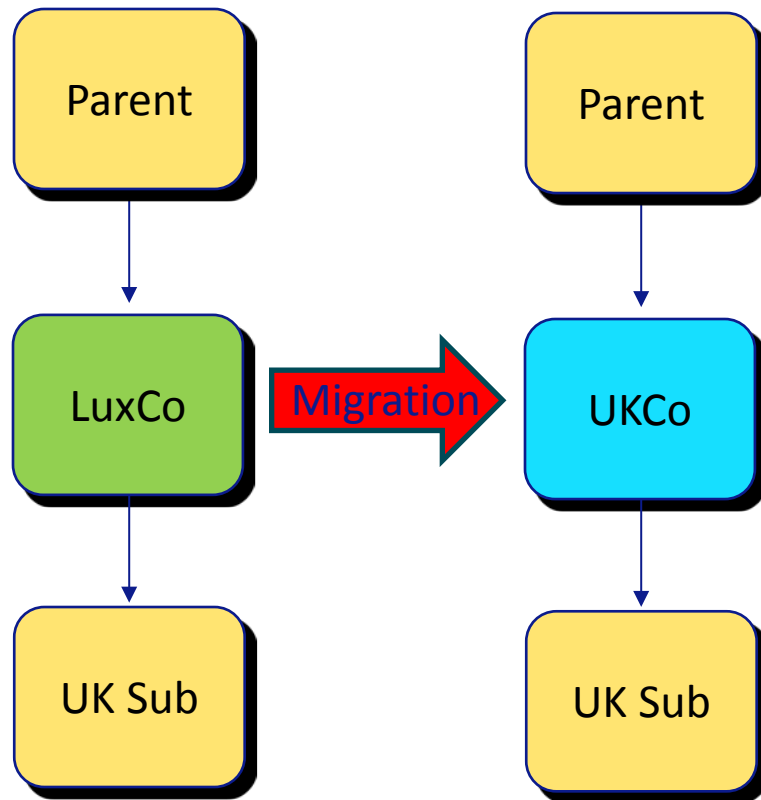 Parent
Parent
LuxCo
Migration
UKCo
UK Sub
UK Sub